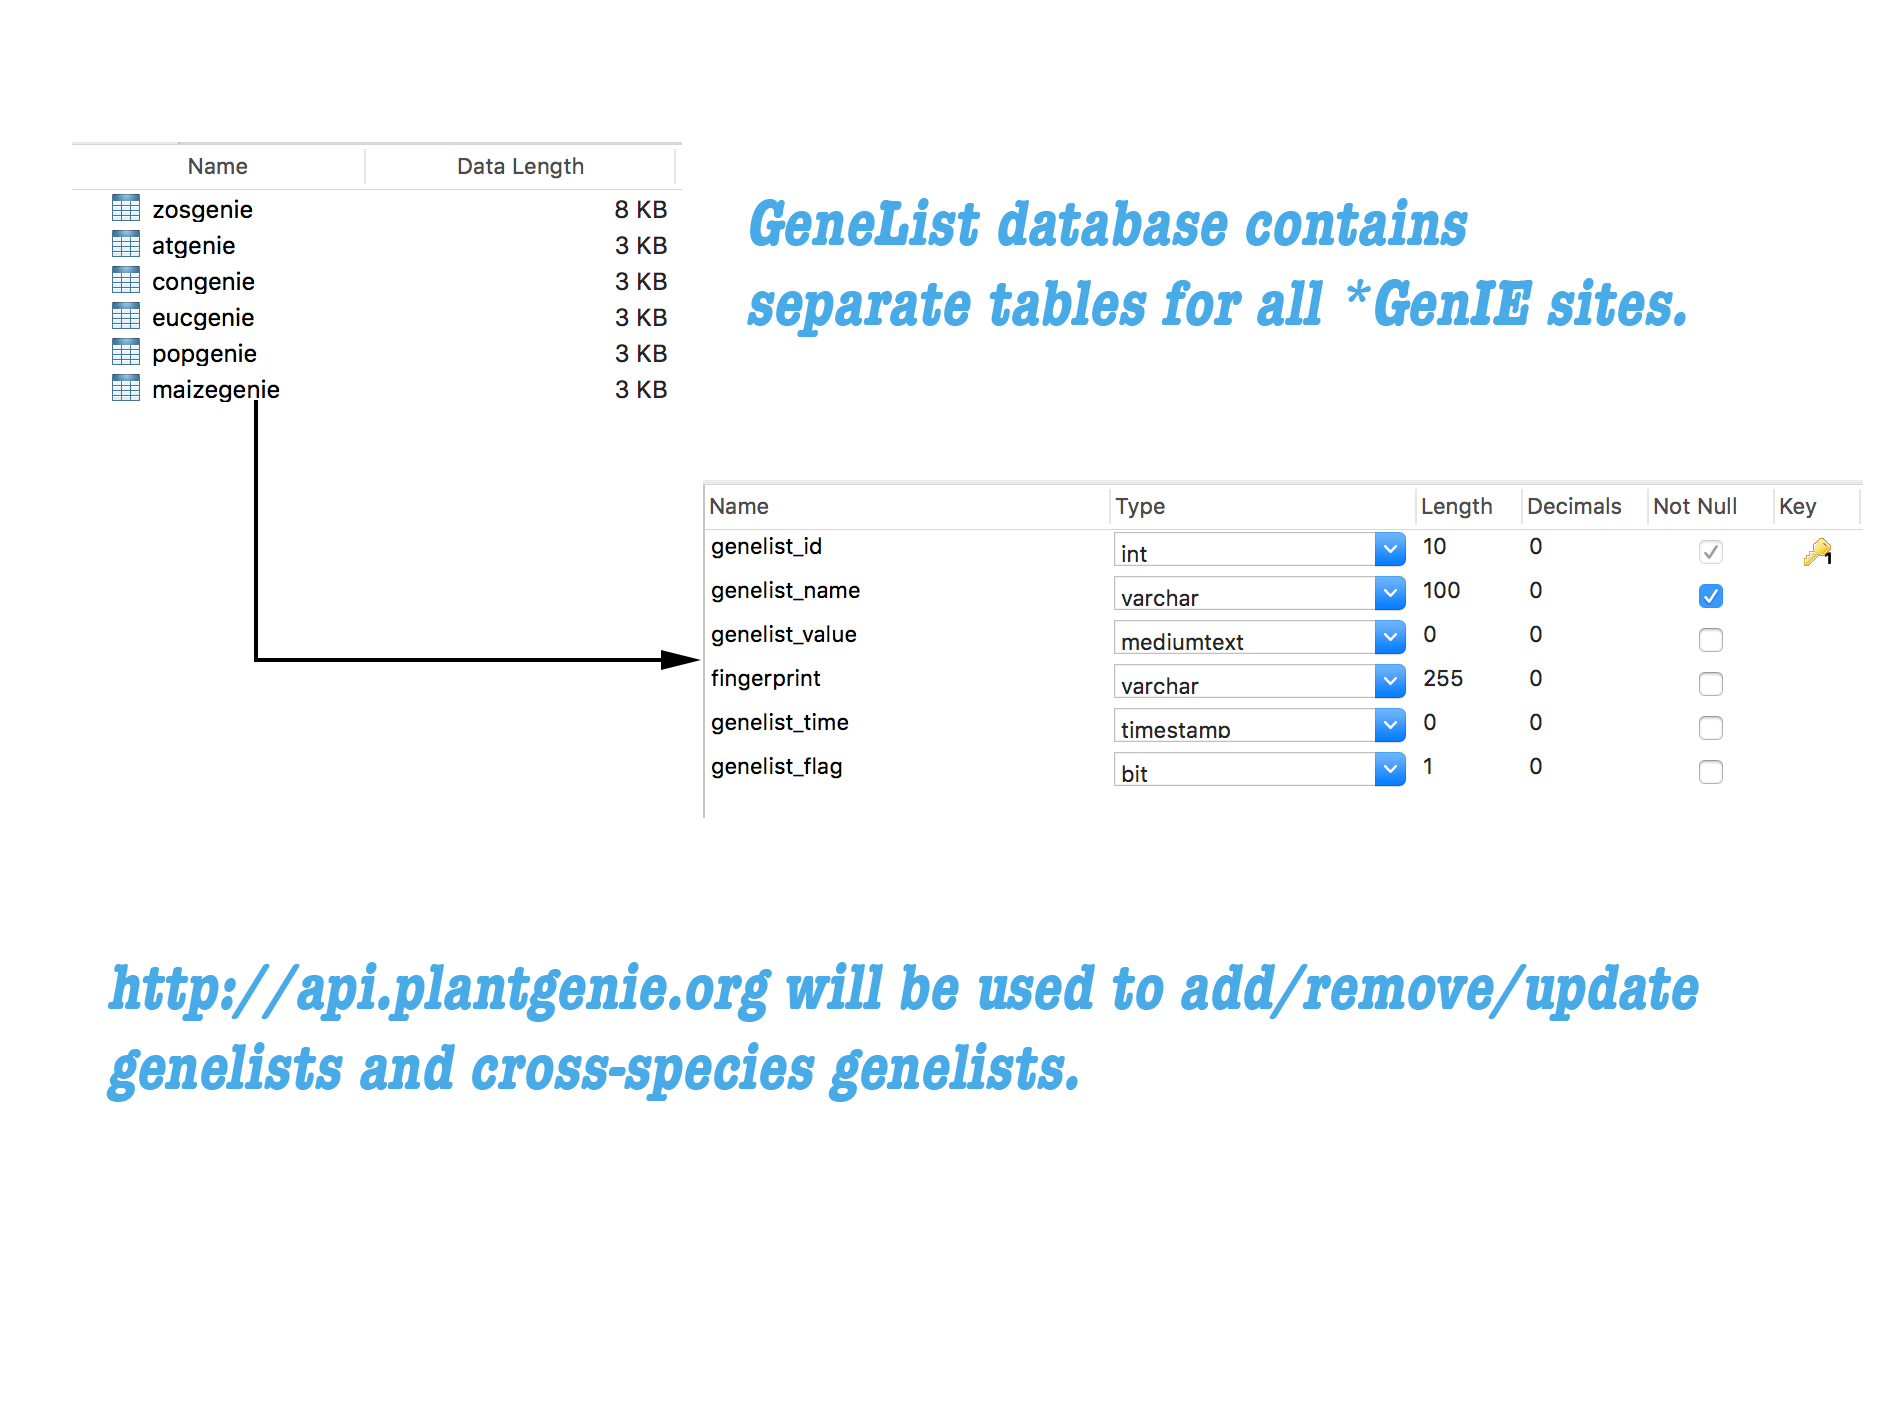 Name Data Length
zosgenie 8 KB
atgenie 3 KB
congenie 3 KB
eucgenie 3 KB
popgenie 3 KB
maizegenie 3 KB
GeneList database contains
separate tables for all *GenIE sites.
Name Type Length Decimals Not Null Key
genelist_id int 10 0 1
genelist_name varchar 100 0
genelist_value mediumtext 0 0
fingerprint varchar 255 0
genelist_time timestamp 0 0
genelist_flag bit 1 0
http://api.plantgenie.org will be used to add/remove/update
genelists and cross-species genelists.